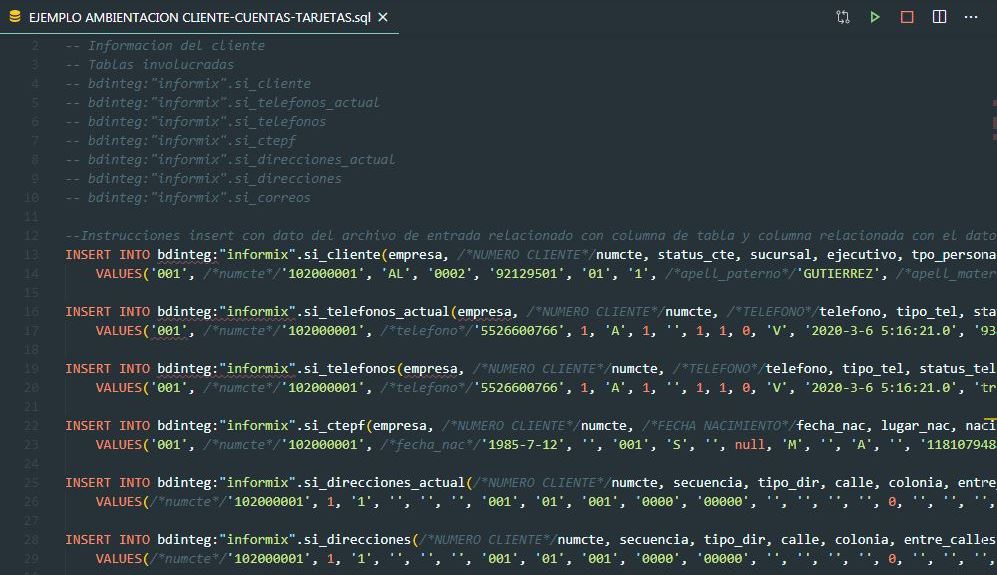 EJEMPLO AMBIENTACION CLIENTE-CUENTAS-TARJETAS.sql
2 -- Informacion del cliente
3 -- Tablas involucradas
4 -- bdinteg:"informix".si_cliente
5 -- bdinteg:"informix".si_telefonos_actual
6 -- bdinteg:"informix".si_telefonos
7 -- bdinteg:"informix".si_ctepf
8 -- bdinteg:"informix".si_direcciones_actual
9 -- bdinteg:"informix".si_direcciones
10 -- bdinteg:"informix".si_correos
11
12 --Instrucciones insert con dato del archivo de entrada relacionado con columna de tabla y columna relacionada con el dato
13 INSERT INTO bdinteg:"informix".si_cliente(empresa, /*NUMERO CLIENTE*/numcte, status_cte, sucursal, ejecutivo, tpo_persona
14 VALUES('001', /*numcte*/'102000001', 'AL', '0002', '92129501', '01', '1', /*apell_paterno*/'GUTIERREZ', /*apell_mater
15
16 INSERT INTO bdinteg:"informix".si_telefonos_actual(empresa, /*NUMERO CLIENTE*/numcte, /*TELEFONO*/telefono, tipo_tel, sta
17 VALUES('001', /*numcte*/'102000001', /*telefono*/'5526600766', 1, 'A', 1, '', 1, 1, 0, 'V', '2020-3-6 5:16:21.0', '93
18
19 INSERT INTO bdinteg:"informix".si_telefonos(empresa, /*NUMERO CLIENTE*/numcte, /*TELEFONO*/telefono, tipo_tel, status_tel
20 VALUES('001', /*numcte*/'102000001', /*telefono*/'5526600766', 1, 'A', 1, '', 1, 1, 0, 'V', '2020-3-6 5:16:21.0', 'tr
21
22 INSERT INTO bdinteg:"informix".si_ctepf(empresa, /*NUMERO CLIENTE*/numcte, /*FECHA NACIMIENTO*/fecha_nac, lugar_nac, naci
23 VALUES('001', /*numcte*/'102000001', /*fecha_nac*/'1985-7-12', '', '001', 'S', '', null, 'M', '', 'A', '', '118107948
24
25 INSERT INTO bdinteg:"informix".si_direcciones_actual(/*NUMERO CLIENTE*/numcte, secuencia, tipo_dir, calle, colonia, entre
26 VALUES(/*numcte*/'102000001', 1, '1', '', '', '', '001', '01', '001', '0000', '00000', '', '', '', '', 0, '', '', '',
27
28 INSERT INTO bdinteg:"informix".si_direcciones(/*NUMERO CLIENTE*/numcte, secuencia, tipo_dir, calle, colonia, entre_calles
29 VALUES(/*numcte*/'102000001', 1, '1', '', '', '', '001', '01', '001', '0000', '00000', '', '', '', '', 0, '', '', '',